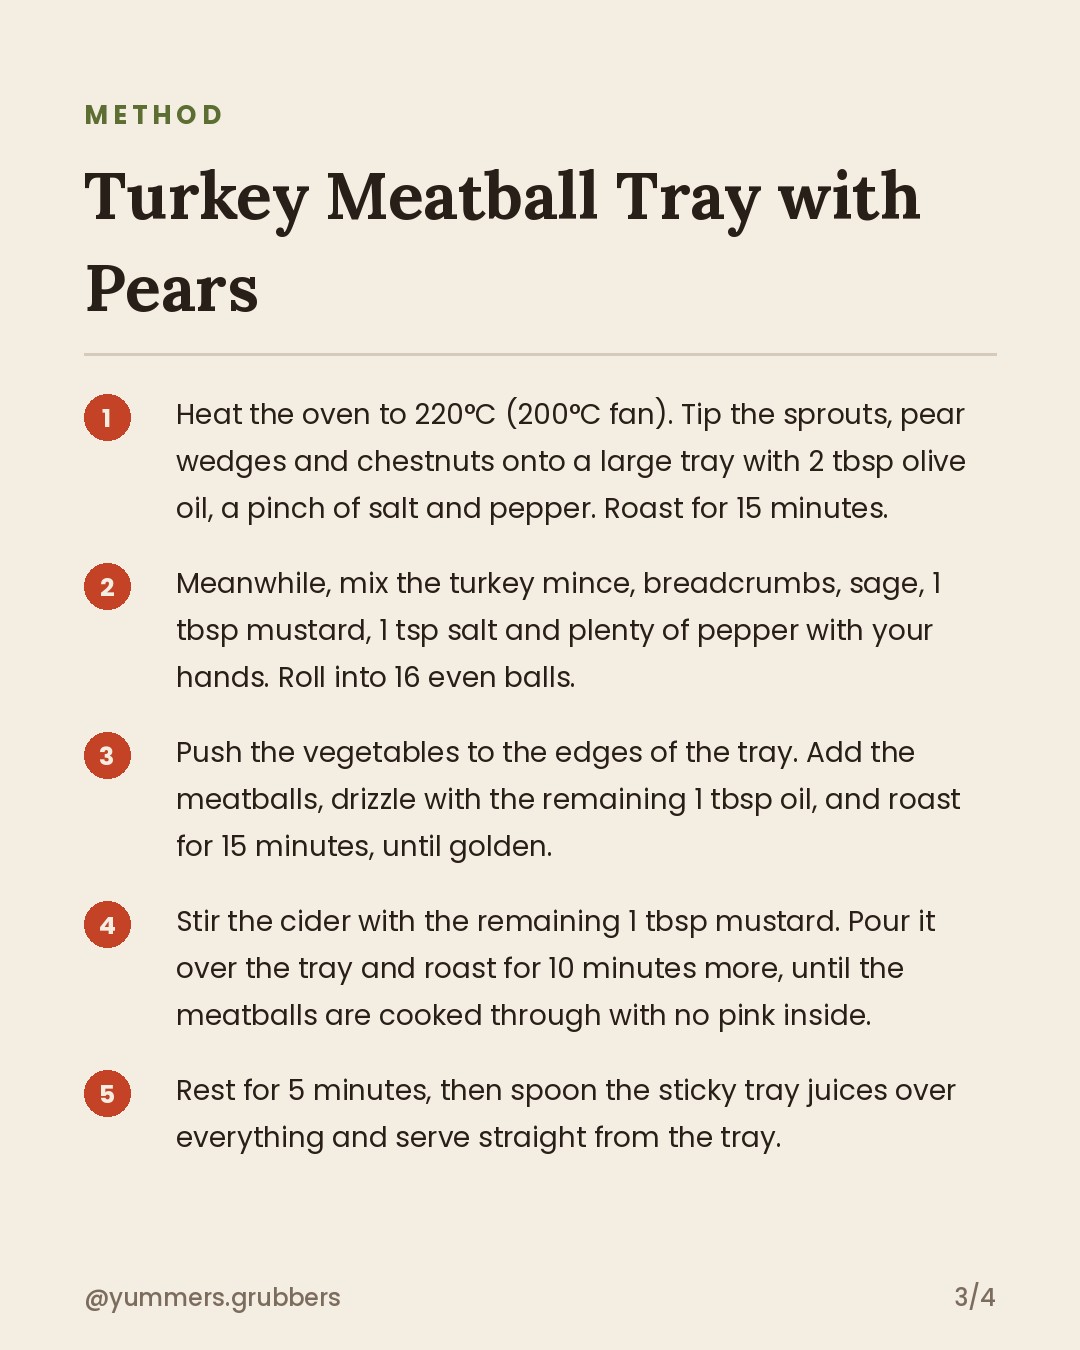 METHOD
Turkey Meatball Tray with
Pears
1 Heat the oven to 220°C (200°C fan). Tip the sprouts, pear
wedges and chestnuts onto a large tray with 2 tbsp olive
oil, a pinch of salt and pepper. Roast for 15 minutes.
2 Meanwhile, mix the turkey mince, breadcrumbs, sage, 1
tbsp mustard, 1 tsp salt and plenty of pepper with your
hands. Roll into 16 even balls.
3 Push the vegetables to the edges of the tray. Add the
meatballs, drizzle with the remaining 1 tbsp oil, and roast
for 15 minutes, until golden.
4 Stir the cider with the remaining 1 tbsp mustard. Pour it
over the tray and roast for 10 minutes more, until the
meatballs are cooked through with no pink inside.
5 Rest for 5 minutes, then spoon the sticky tray juices over
everything and serve straight from the tray.
@yummers.grubbers 3/4